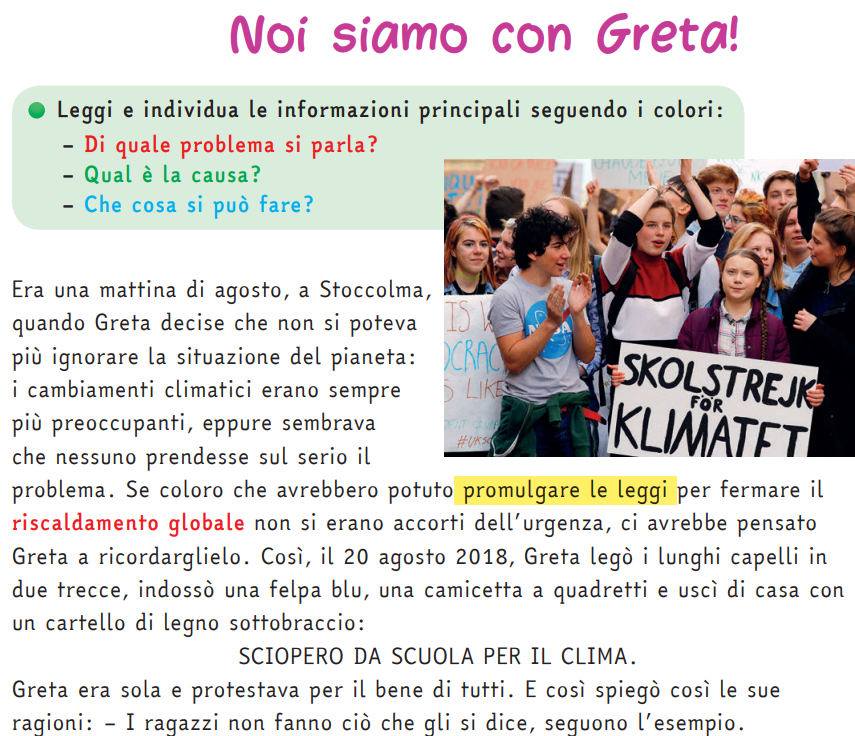 Noi siamo con Greta!
Leggi e individua le informazioni principali seguendo i colori:
– Di quale problema si parla?
– Qual è la causa?
– Che cosa si può fare?
Era una mattina di agosto, a Stoccolma,
quando Greta decise che non si poteva
più ignorare la situazione del pianeta:
i cambiamenti climatici erano sempre
più preoccupanti, eppure sembrava
che nessuno prendesse sul serio il
problema. Se coloro che avrebbero potuto promulgare le leggi per fermare il
riscaldamento globale non si erano accorti dell'urgenza, ci avrebbe pensato
Greta a ricordarglielo. Così, il 20 agosto 2018, Greta legò i lunghi capelli in
due trecce, indossò una felpa blu, una camicetta a quadretti e uscì di casa con
un cartello di legno sottobraccio:
SCIOPERO DA SCUOLA PER IL CLIMA.
Greta era sola e protestava per il bene di tutti. E così spiegò così le sue
ragioni: – I ragazzi non fanno ciò che gli si dice, seguono l'esempio.
NASA
IS
LIKE
SKOLSTREJK
FÖR
KLIMATET